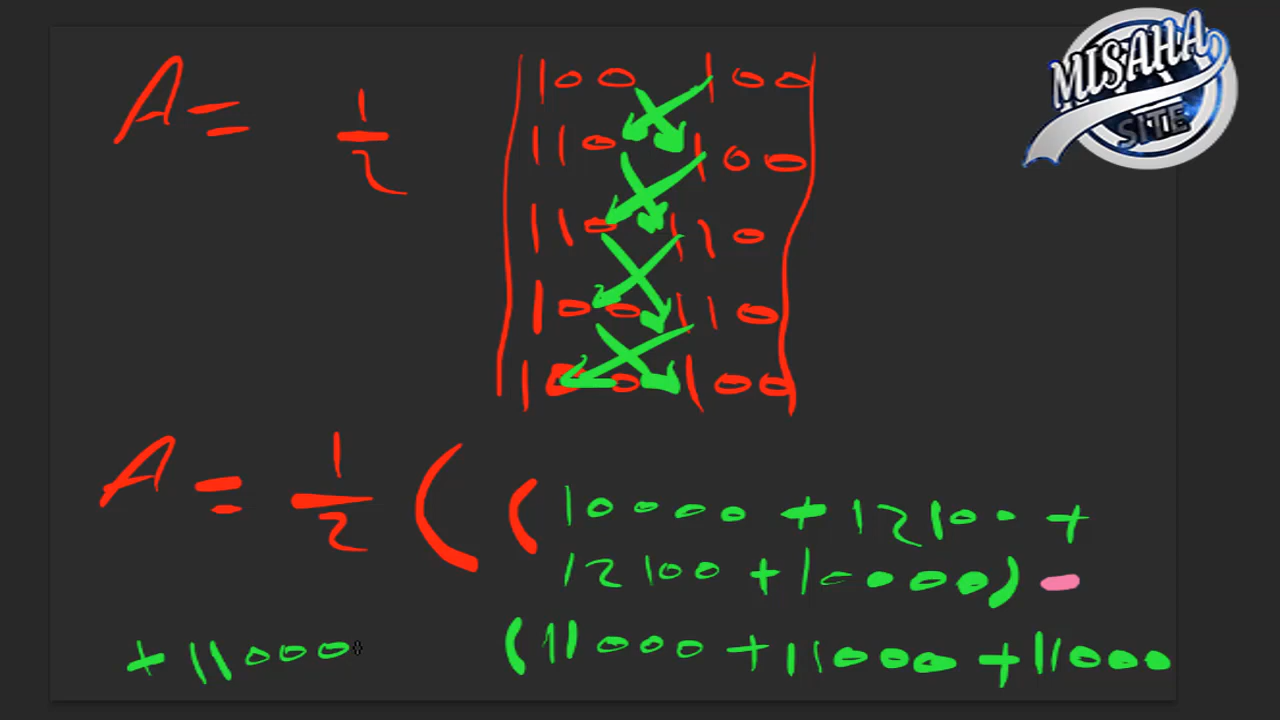 MISAHA
SITE
A = 1/2 | 100 100
110 100
110 110
100 110
100 100 |
A = 1/2 ( ( 10000 + 12100 +
12100 + 10000 ) -
( 11000 + 11000 + 11000
+ 11000